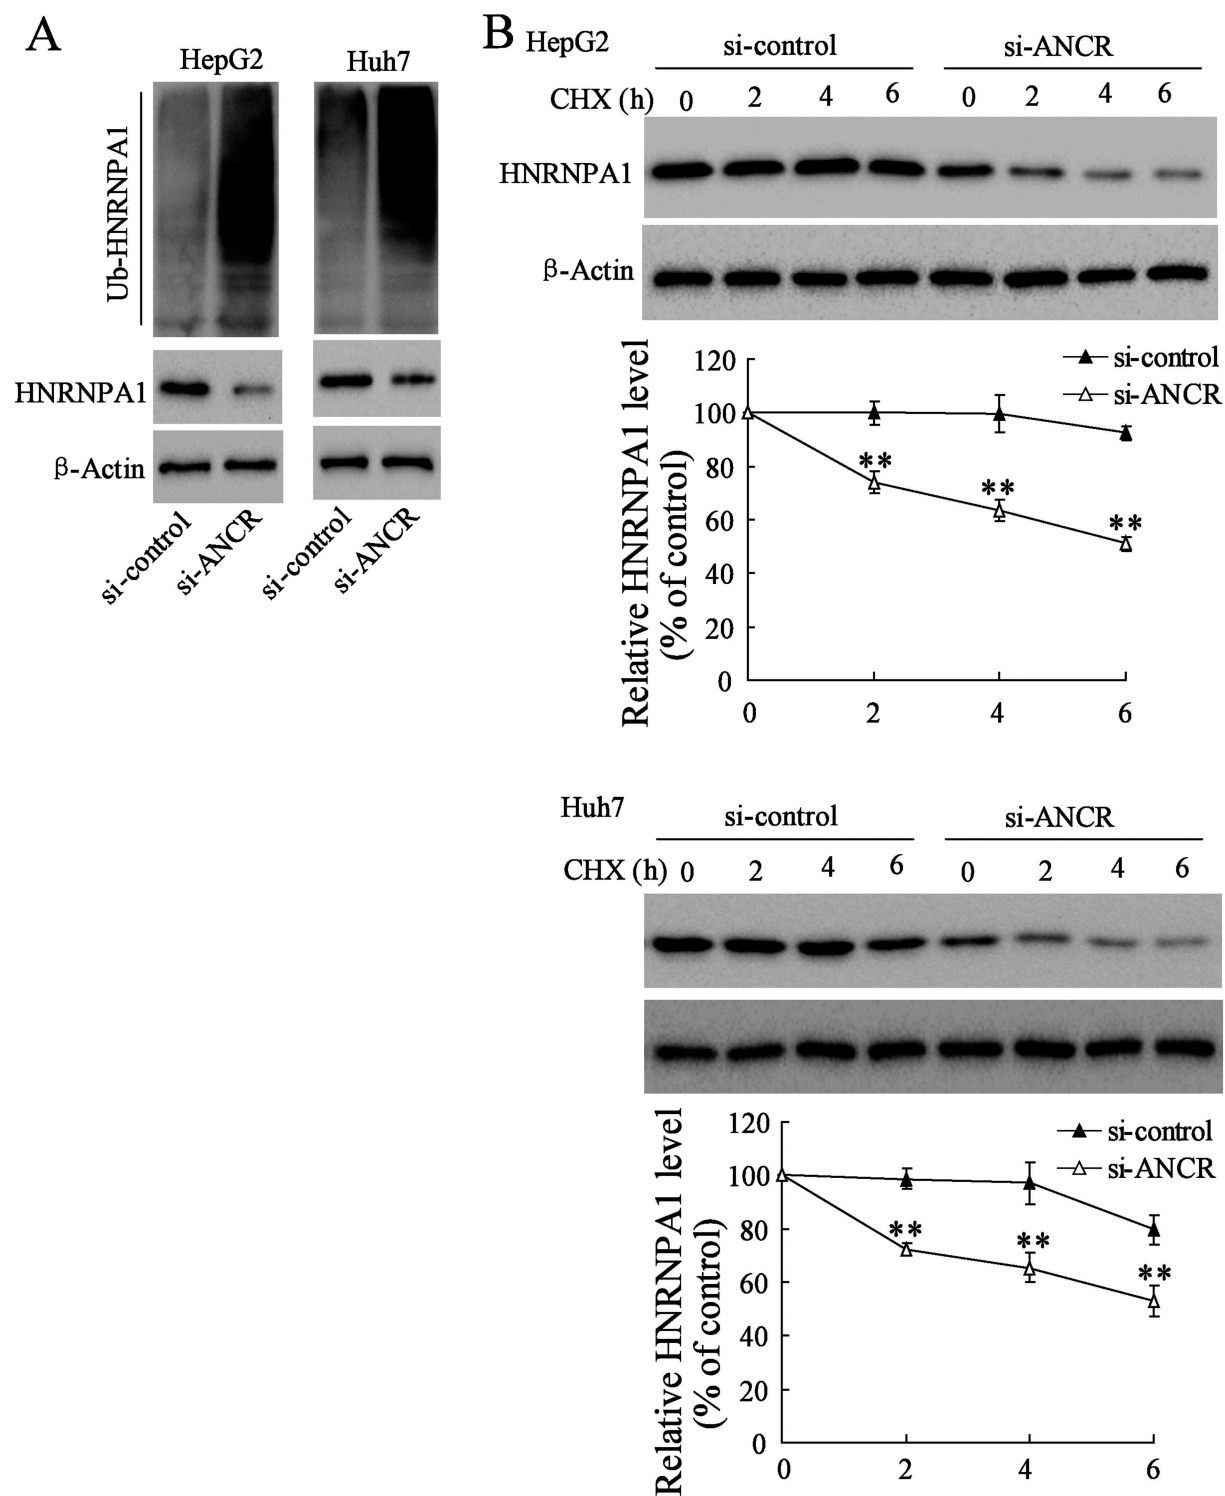 A
HepG2
Huh7
Ub-HNRNPA1
HNRNPA1
β-Actin
si-control
si-ANCR
si-control
si-ANCR
B HepG2
si-control
si-ANCR
CHX (h) 0 2 4 6 0 2 4 6
HNRNPA1
β-Actin
Relative HNRNPA1 level
(% of control)
120
100
80
60
40
20
0
si-control
si-ANCR
**
**
**
0 2 4 6
Huh7
si-control
si-ANCR
CHX (h) 0 2 4 6 0 2 4 6
Relative HNRNPA1 level
(% of control)
120
100
80
60
40
20
0
si-control
si-ANCR
**
**
**
0 2 4 6